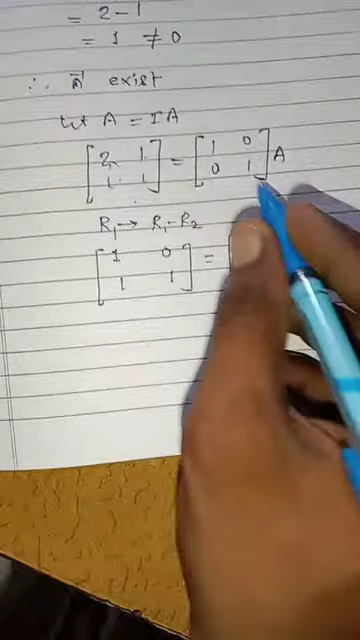 = 2 - 1
= 1 ≠ 0
∴ A⁻¹ exist
let A = IA
[2 1; 1 1] = [1 0; 0 1] A
R₁ → R₁ - R₂
[1 0; 1 1] =